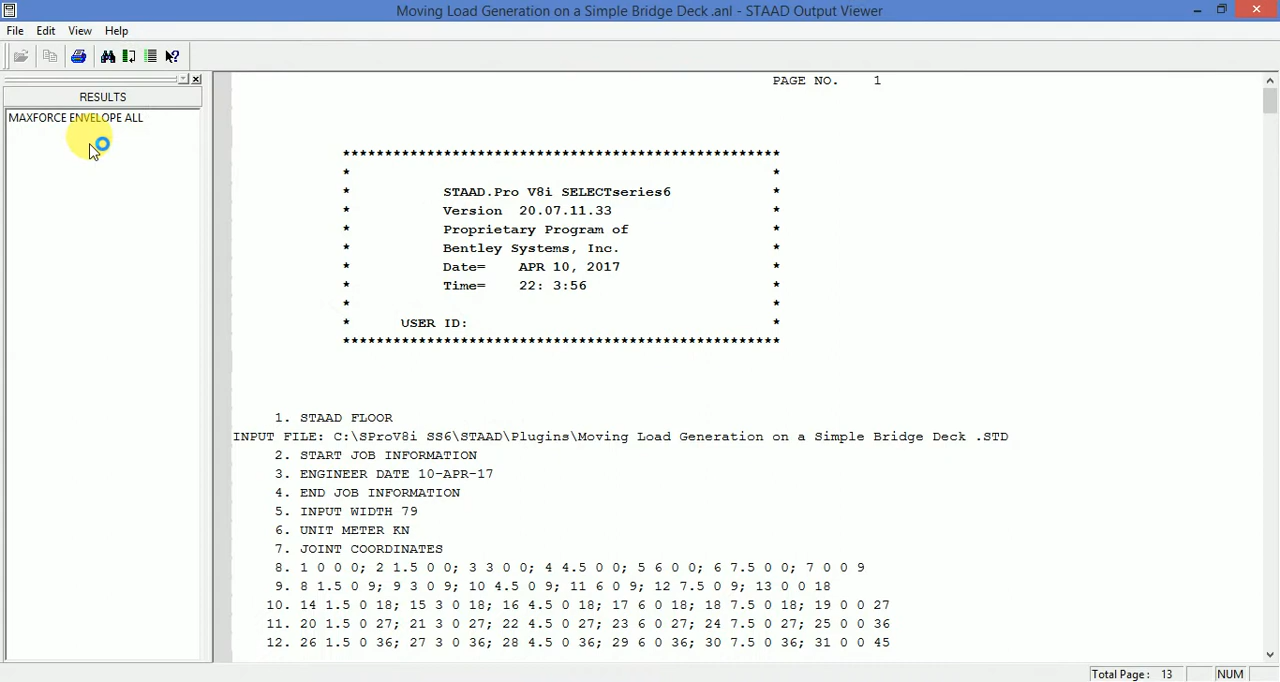 Moving Load Generation on a Simple Bridge Deck .anl - STAAD Output Viewer
File Edit View Help
RESULTS
MAXFORCE ENVELOPE ALL
PAGE NO. 1
****************************************************
* *
* STAAD.Pro V8i SELECTseries6 *
* Version 20.07.11.33 *
* Proprietary Program of *
* Bentley Systems, Inc. *
* Date= APR 10, 2017 *
* Time= 22: 3:56 *
* *
* USER ID: *
****************************************************
1. STAAD FLOOR
INPUT FILE: C:\SProV8i SS6\STAAD\Plugins\Moving Load Generation on a Simple Bridge Deck .STD
2. START JOB INFORMATION
3. ENGINEER DATE 10-APR-17
4. END JOB INFORMATION
5. INPUT WIDTH 79
6. UNIT METER KN
7. JOINT COORDINATES
8. 1 0 0 0; 2 1.5 0 0; 3 3 0 0; 4 4.5 0 0; 5 6 0 0; 6 7.5 0 0; 7 0 0 9
9. 8 1.5 0 9; 9 3 0 9; 10 4.5 0 9; 11 6 0 9; 12 7.5 0 9; 13 0 0 18
10. 14 1.5 0 18; 15 3 0 18; 16 4.5 0 18; 17 6 0 18; 18 7.5 0 18; 19 0 0 27
11. 20 1.5 0 27; 21 3 0 27; 22 4.5 0 27; 23 6 0 27; 24 7.5 0 27; 25 0 0 36
12. 26 1.5 0 36; 27 3 0 36; 28 4.5 0 36; 29 6 0 36; 30 7.5 0 36; 31 0 0 45
Total Page: 13 NUM